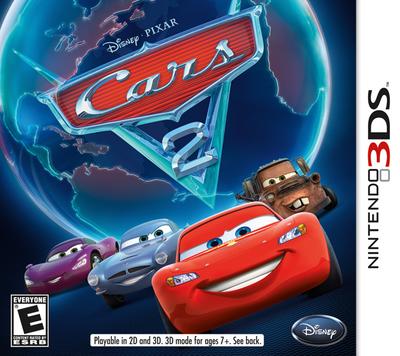 Disney · PIXAR
Cars
2
NINTENDO 3DS™
EVERYONE
E
CONTENT RATED BY
ESRB
Playable in 2D and 3D. 3D mode for ages 7+. See back.
Disney